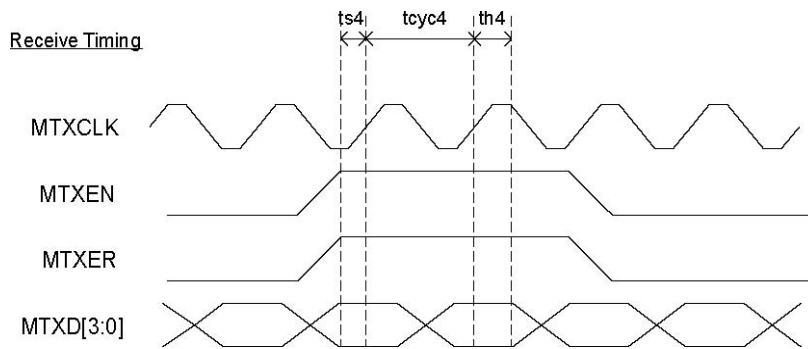 ts4 tcyc4 th4
Receive Timing
MTXCLK
MTXEN
MTXER
MTXD[3:0]